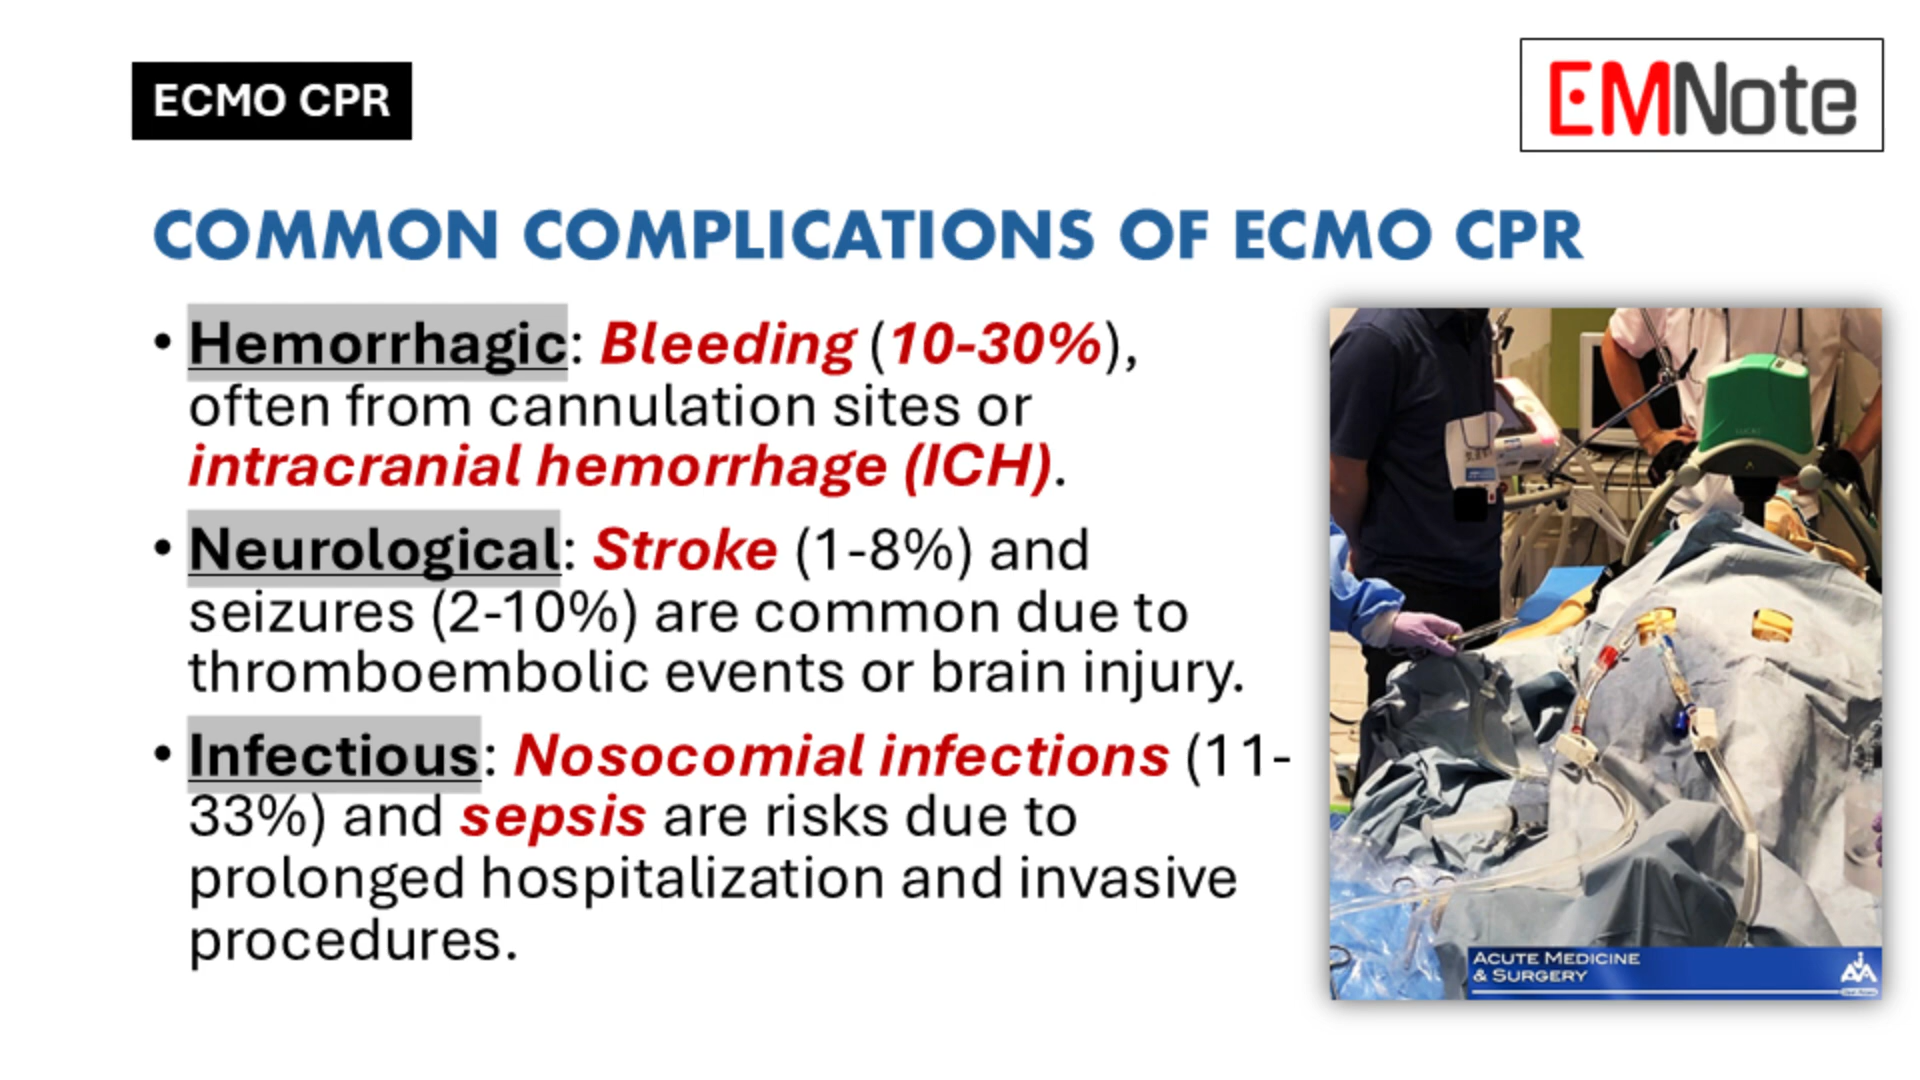 ECMO CPR
EMNote
COMMON COMPLICATIONS OF ECMO CPR
• Hemorrhagic: Bleeding (10-30%),
often from cannulation sites or
intracranial hemorrhage (ICH).
• Neurological: Stroke (1-8%) and
seizures (2-10%) are common due to
thromboembolic events or brain injury.
• Infectious: Nosocomial infections (11-
33%) and sepsis are risks due to
prolonged hospitalization and invasive
procedures.
ACUTE MEDICINE
& SURGERY